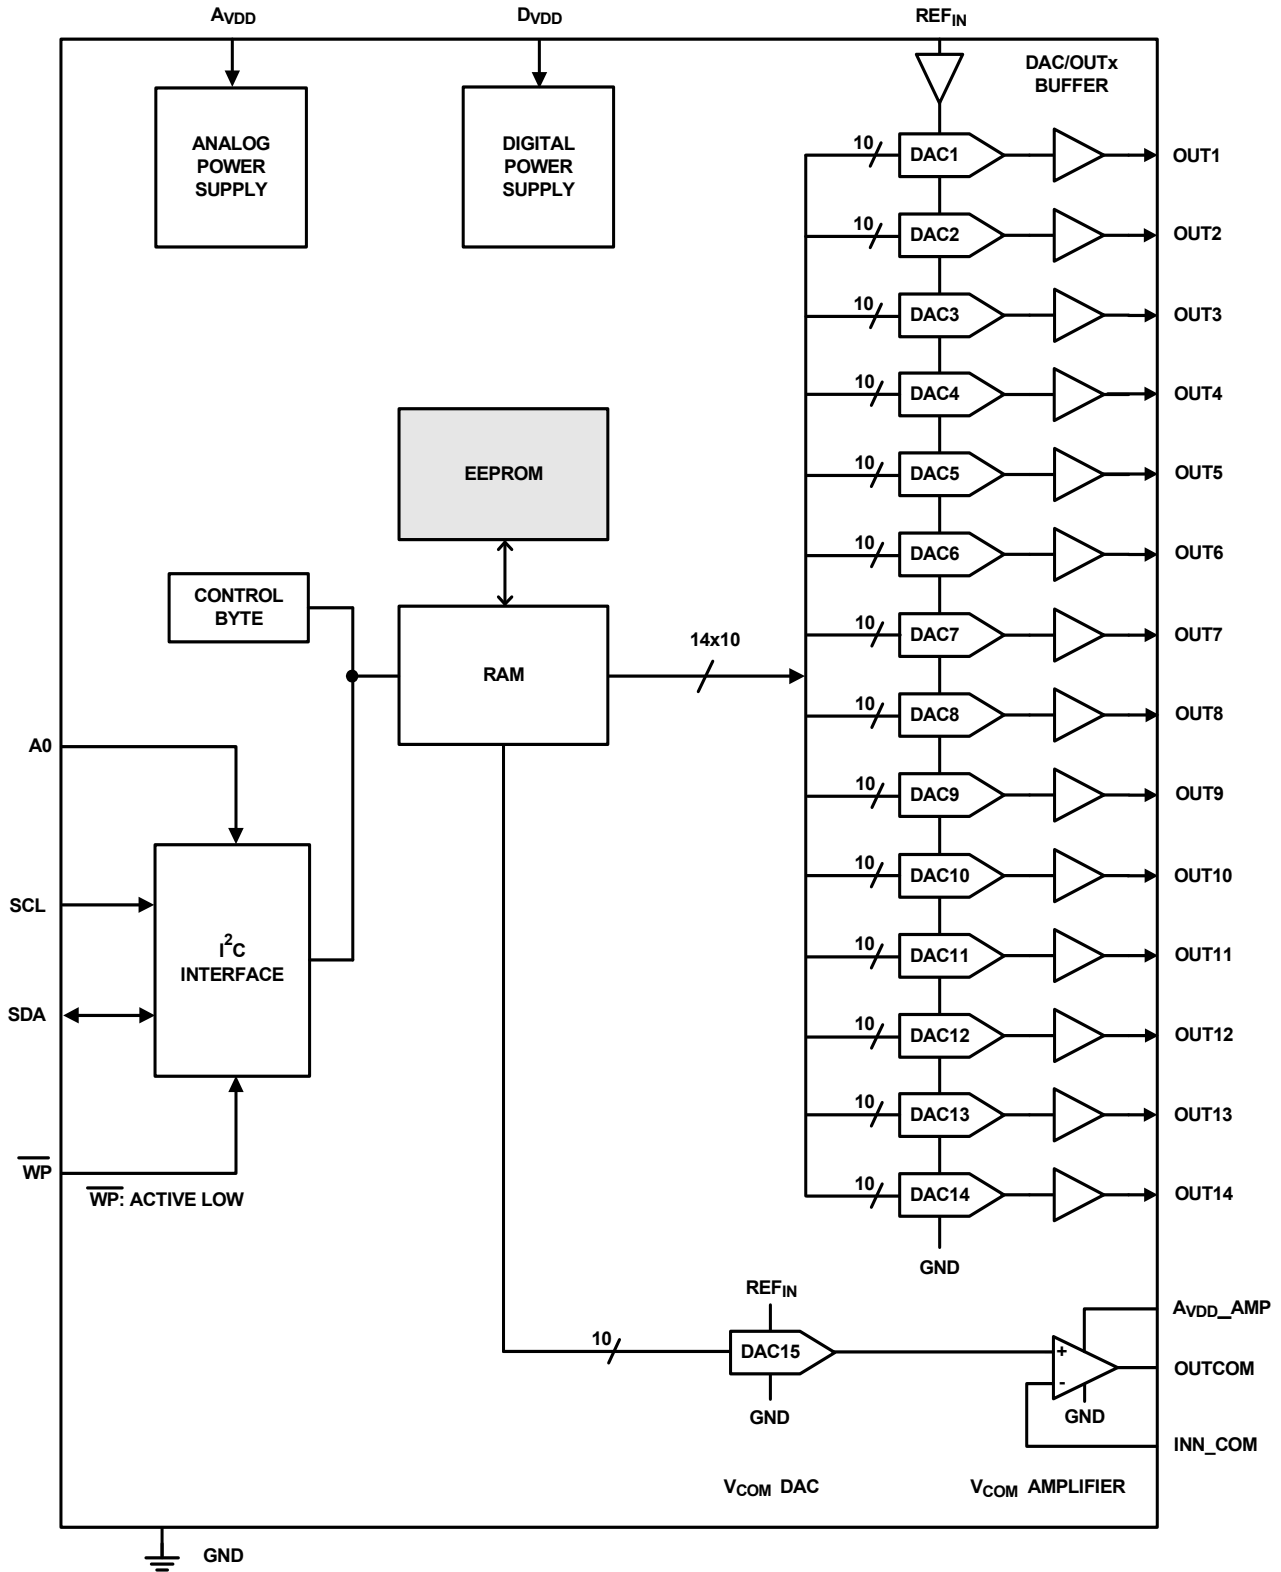 AVDD
DVDD
REFIN
DAC/OUTx
BUFFER
ANALOG
POWER
SUPPLY
DIGITAL
POWER
SUPPLY
10
DAC1
OUT1
10
DAC2
OUT2
10
DAC3
OUT3
10
DAC4
OUT4
EEPROM
10
DAC5
OUT5
10
DAC6
OUT6
CONTROL
BYTE
RAM
14x10
10
DAC7
OUT7
10
DAC8
OUT8
A0
10
DAC9
OUT9
10
DAC10
OUT10
SCL
I2C
INTERFACE
10
DAC11
OUT11
SDA
10
DAC12
OUT12
10
DAC13
OUT13
WP
WP: ACTIVE LOW
10
DAC14
OUT14
GND
REFIN
AVDD_AMP
10
DAC15
+
-
OUTCOM
GND
GND
INN_COM
VCOM DAC
VCOM AMPLIFIER
GND